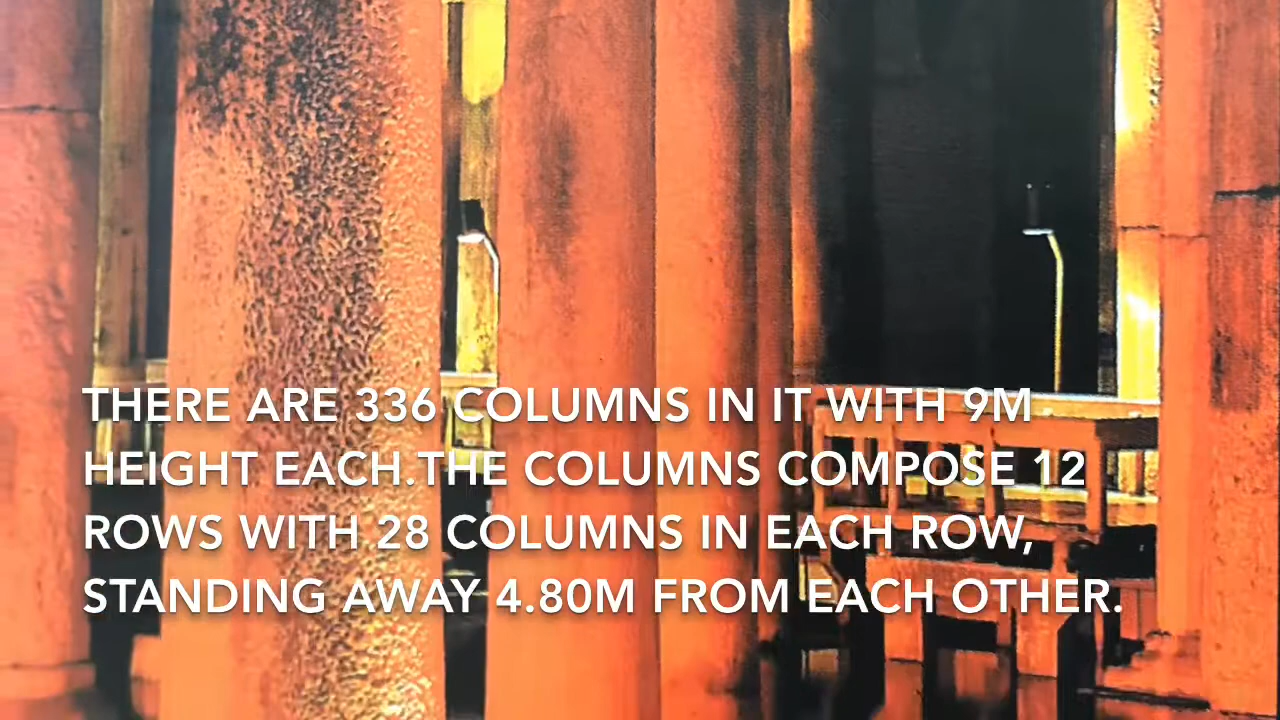 THERE ARE 336 COLUMNS IN IT WITH 9M
HEIGHT EACH.THE COLUMNS COMPOSE 12
ROWS WITH 28 COLUMNS IN EACH ROW,
STANDING AWAY 4.80M FROM EACH OTHER.